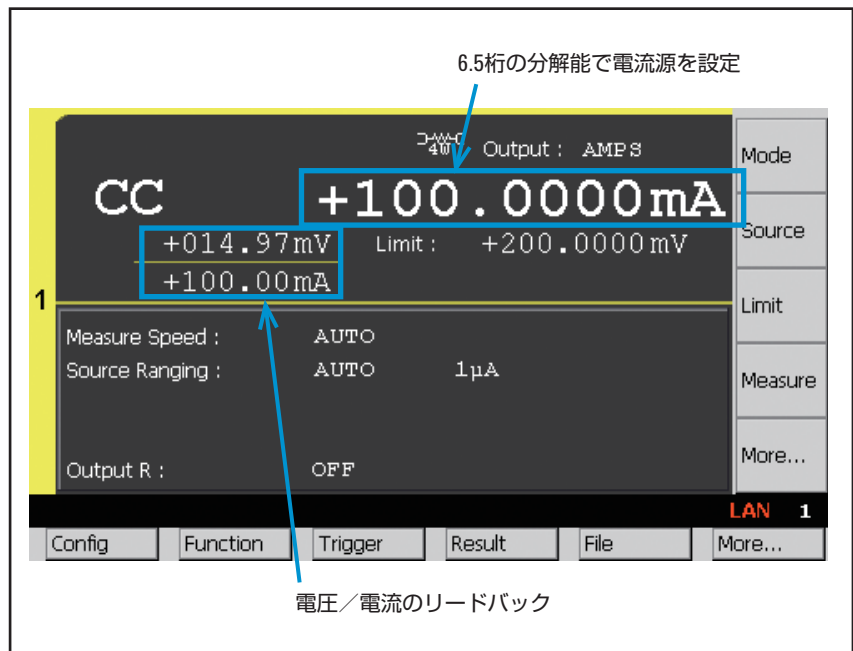 6.5桁の分解能で電流源を設定
4W Output : AMPS
CC +100.0000mA
+014.97mV Limit : +200.0000mV
+100.00mA
1
Measure Speed : AUTO
Source Ranging : AUTO 1µA
Output R : OFF
Mode
Source
Limit
Measure
More...
LAN 1
Config Function Trigger Result File More...
電圧／電流のリードバック